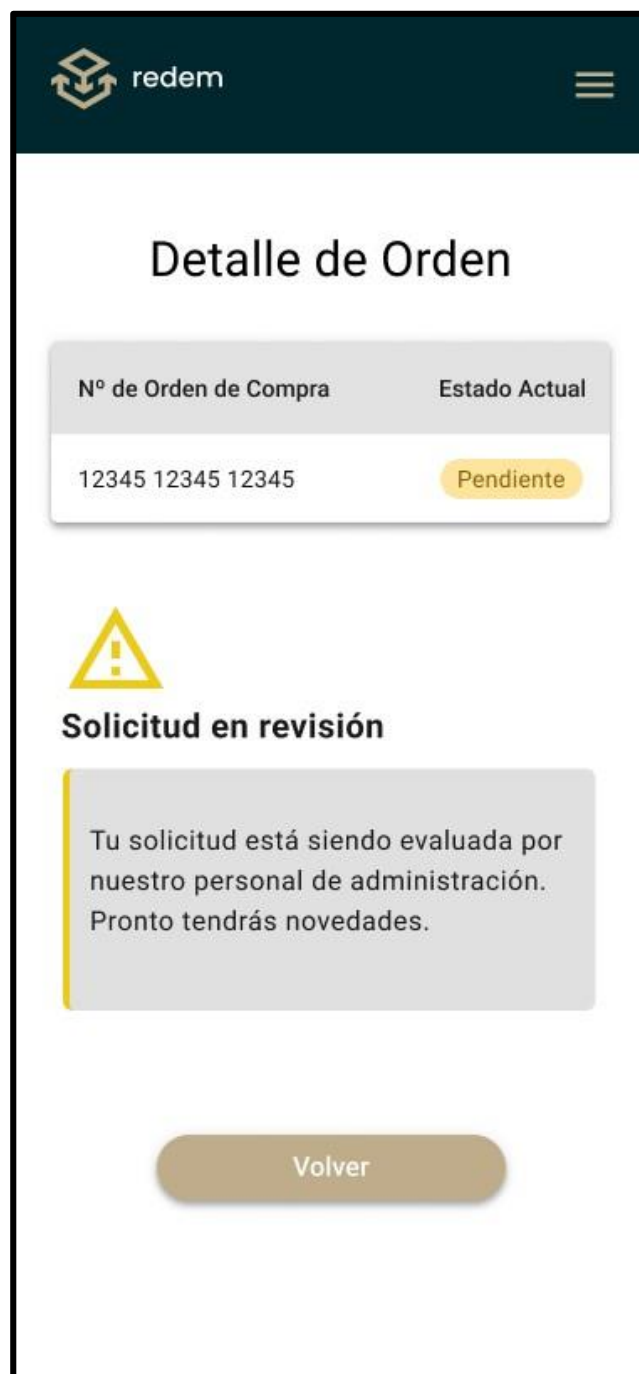 redem
Detalle de Orden
Nº de Orden de Compra Estado Actual
12345 12345 12345 Pendiente
Solicitud en revisión
Tu solicitud está siendo evaluada por
nuestro personal de administración.
Pronto tendrás novedades.
Volver